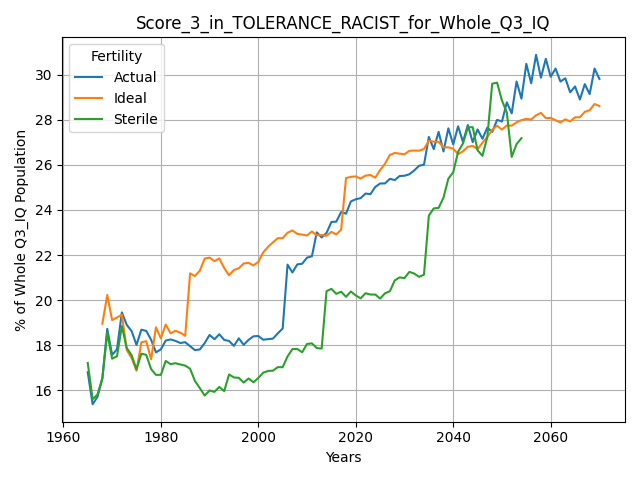 Score_3_in_TOLERANCE_RACIST_for_Whole_Q3_IQ
Fertility
Actual
Ideal
Sterile
% of Whole Q3_IQ Population
30
28
26
24
22
20
18
16
1960
1980
2000
2020
2040
2060
Years